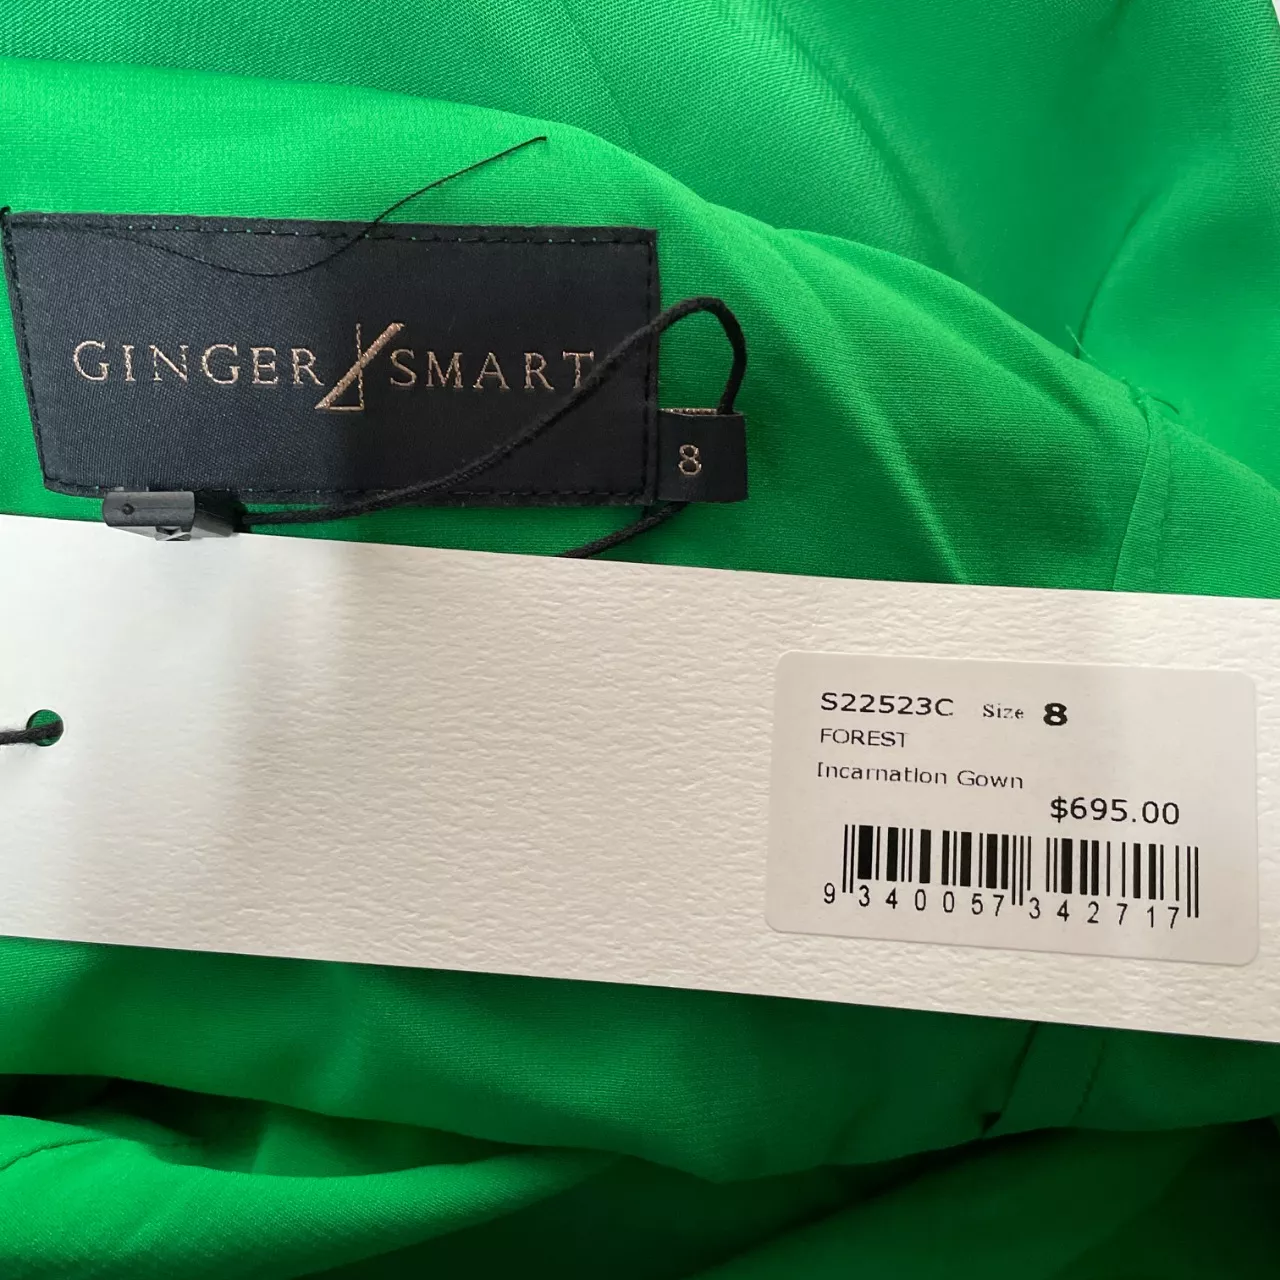 GINGER SMART
8
S22523C Size 8
FOREST
Incarnation Gown
$695.00
9 340057 342717